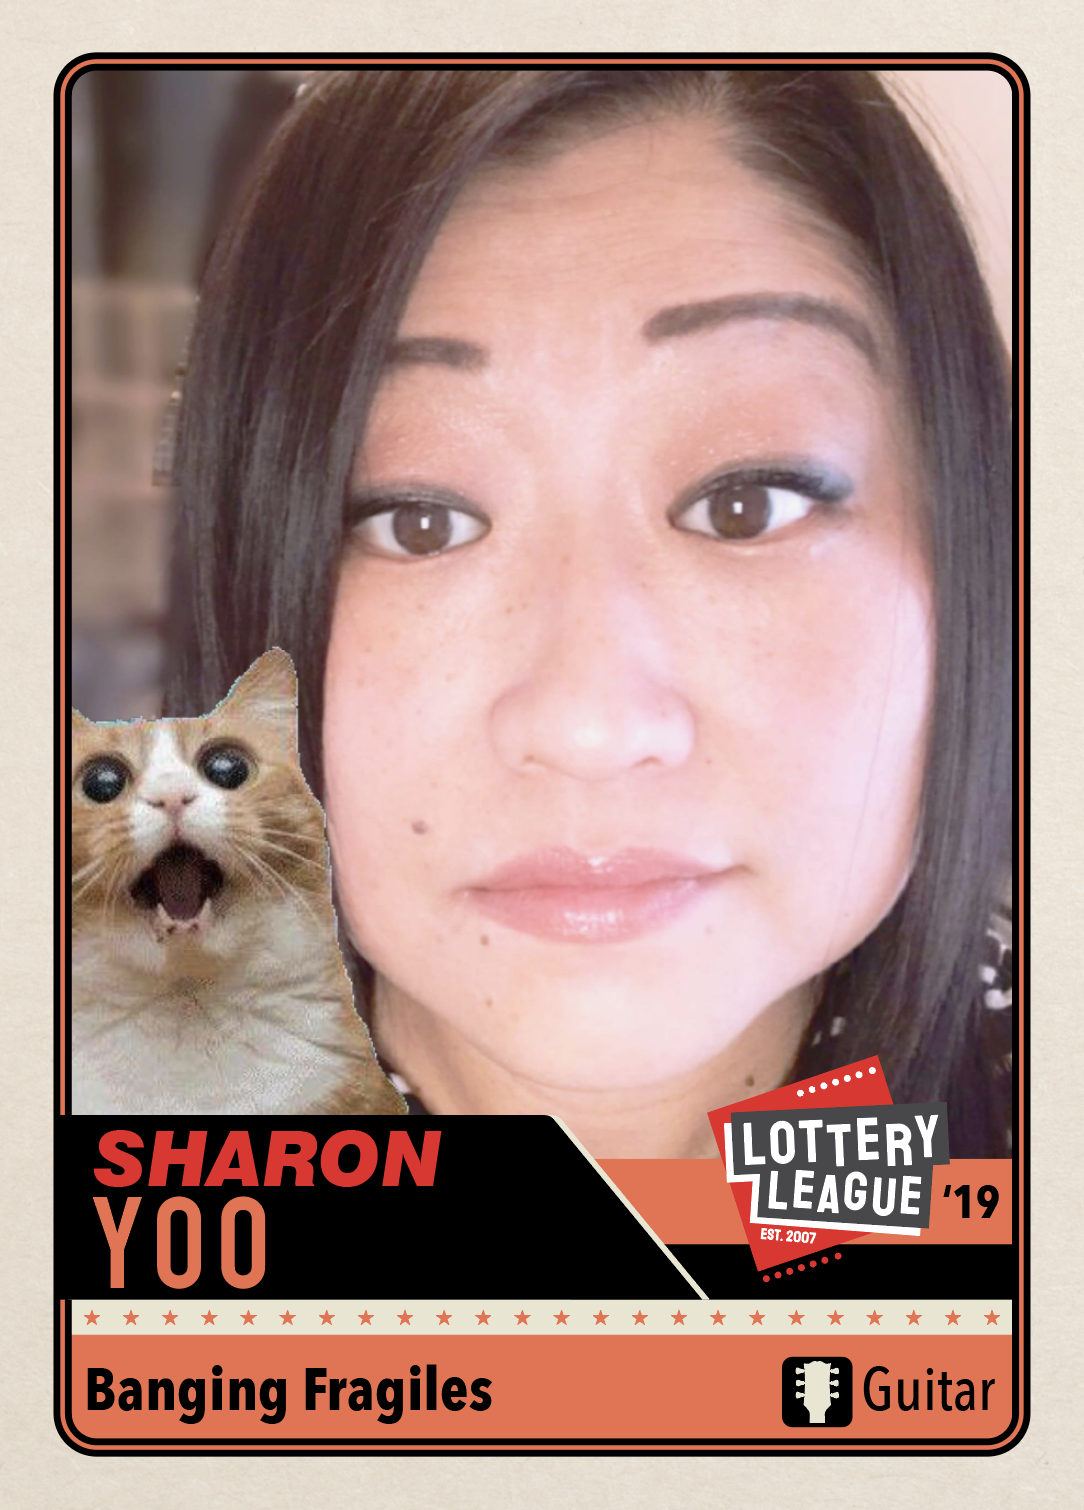 SHARON
YOO
LOTTERY
LEAGUE
'19
EST. 2007
Banging Fragiles
Guitar